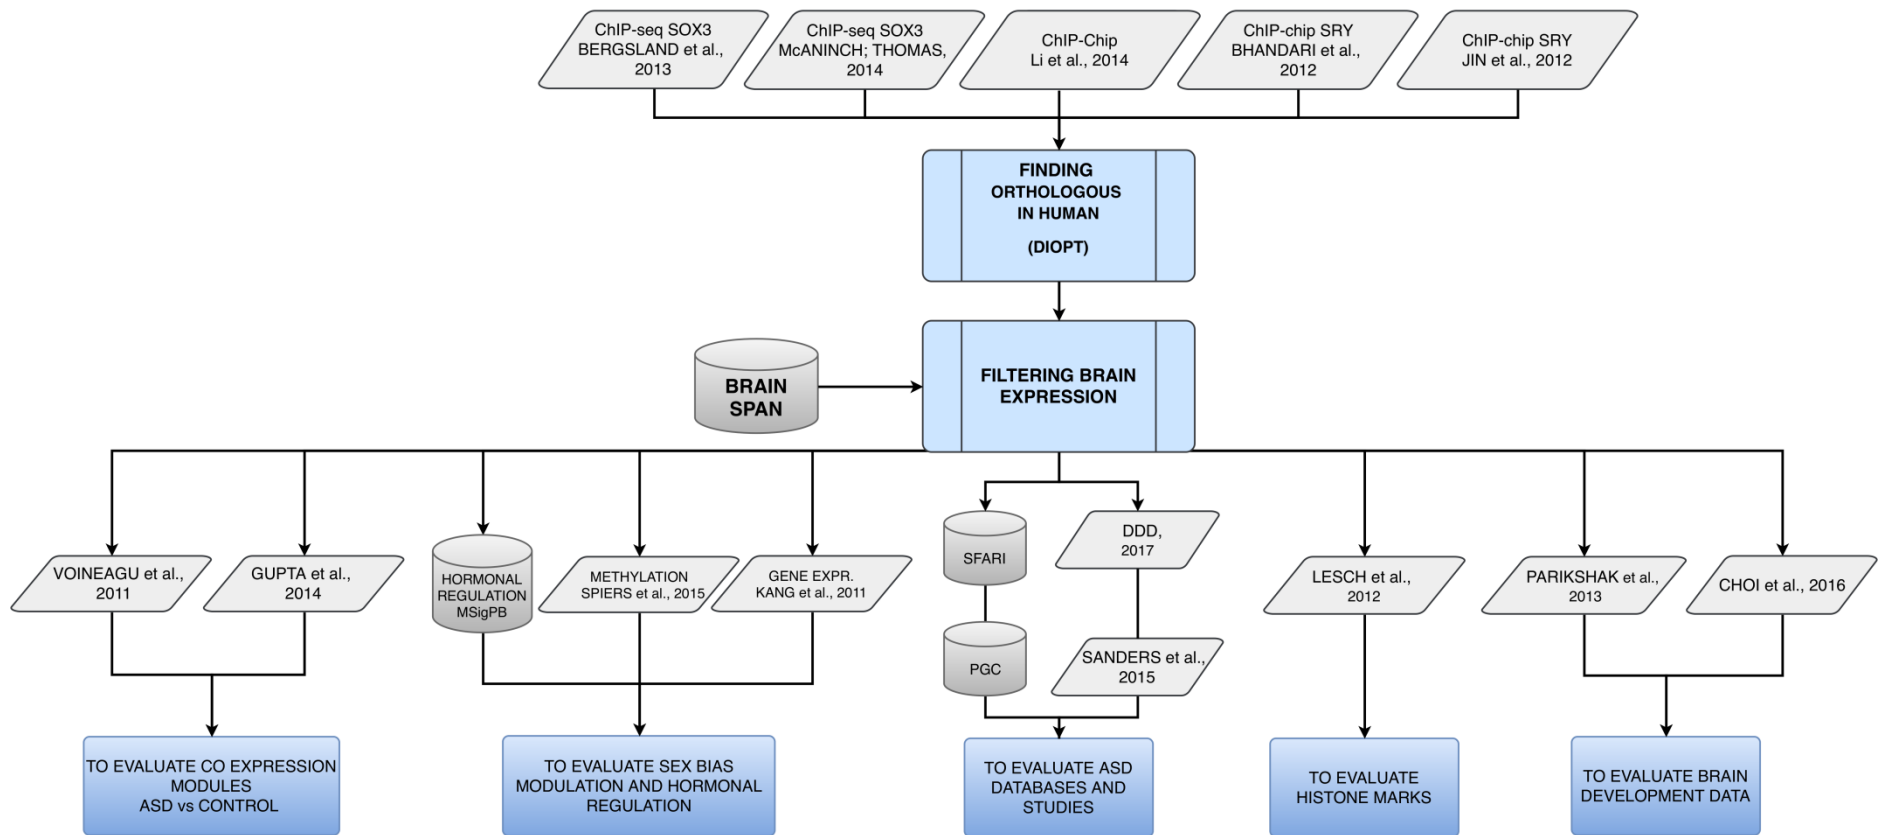 ChIP-seq SOX3
BERGSLAND et al.,
2013
ChIP-seq SOX3
McANINCH; THOMAS,
2014
ChIP-Chip
Li et al., 2014
ChIP-chip SRY
BHANDARI et al.,
2012
ChIP-chip SRY
JIN et al., 2012
FINDING
ORTHOLOGOUS
IN HUMAN
(DIOPT)
BRAIN
SPAN
FILTERING BRAIN
EXPRESSION
VOINEAGU et al.,
2011
GUPTA et al.,
2014
HORMONAL
REGULATION
MSigPB
METHYLATION
SPIERS et al., 2015
GENE EXPR.
KANG et al., 2011
SFARI
DDD,
2017
PGC
SANDERS et al.,
2015
LESCH et al.,
2012
PARIKSHAK et al.,
2013
CHOI et al., 2016
TO EVALUATE CO EXPRESSION
MODULES
ASD vs CONTROL
TO EVALUATE SEX BIAS
MODULATION AND HORMONAL
REGULATION
TO EVALUATE ASD
DATABASES AND
STUDIES
TO EVALUATE
HISTONE MARKS
TO EVALUATE BRAIN
DEVELOPMENT DATA